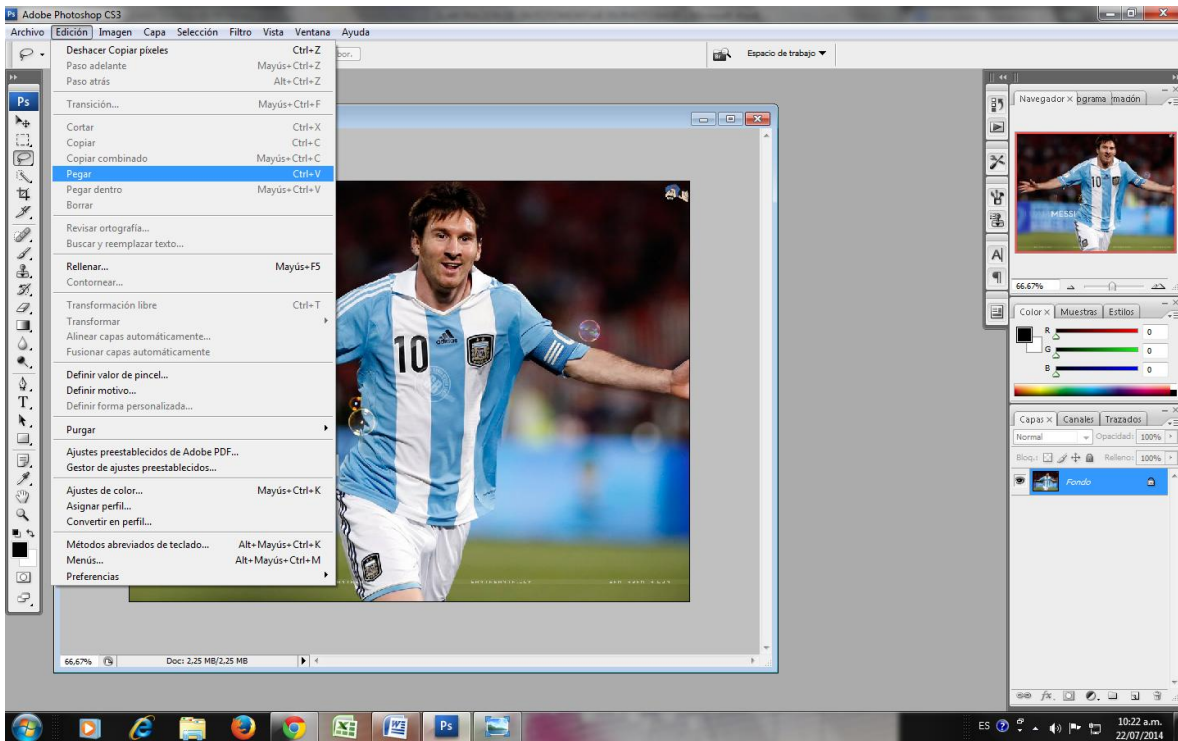 Adobe Photoshop CS3
Archivo Edición Imagen Capa Selección Filtro Vista Ventana Ayuda
Espacio de trabajo
Deshacer Copiar píxeles Ctrl+Z
Paso adelante Mayús+Ctrl+Z
Paso atrás Alt+Ctrl+Z
Transición... Mayús+Ctrl+F
Cortar Ctrl+X
Copiar Ctrl+C
Copiar combinado Mayús+Ctrl+C
Pegar Ctrl+V
Pegar dentro Mayús+Ctrl+V
Borrar
Revisar ortografía...
Buscar y reemplazar texto...
Rellenar... Mayús+F5
Contornear...
Transformación libre Ctrl+T
Transformar
Alinear capas automáticamente...
Fusionar capas automáticamente
Definir valor de pincel...
Definir motivo...
Definir forma personalizada...
Purgar
Ajustes preestablecidos de Adobe PDF...
Gestor de ajustes preestablecidos...
Ajustes de color... Mayús+Ctrl+K
Asignar perfil...
Convertir en perfil...
Métodos abreviados de teclado... Alt+Mayús+Ctrl+K
Menús... Alt+Mayús+Ctrl+M
Preferencias
Ps
adidas
10
66,67% Doc: 2,25 MB/2,25 MB
Navegador
10
MESSI
66.67%
Color Muestras Estilos
R 0
G 0
B 0
Capas Canales Trazados
Normal Opacidad: 100%
Bloq.: Relleno: 100%
Fondo
Ps
ES
10:22 a.m.
22/07/2014